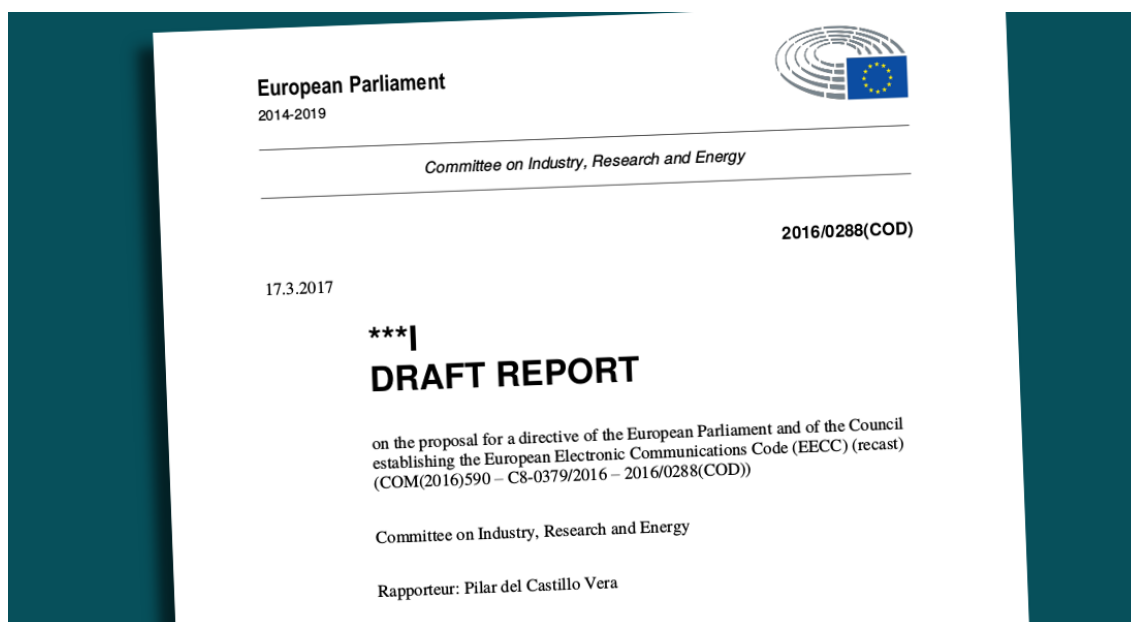 European Parliament
2014-2019
Committee on Industry, Research and Energy
2016/0288(COD)
17.3.2017
***I
DRAFT REPORT
on the proposal for a directive of the European Parliament and of the Council
establishing the European Electronic Communications Code (EECC) (recast)
(COM(2016)590 – C8-0379/2016 – 2016/0288(COD))
Committee on Industry, Research and Energy
Rapporteur: Pilar del Castillo Vera